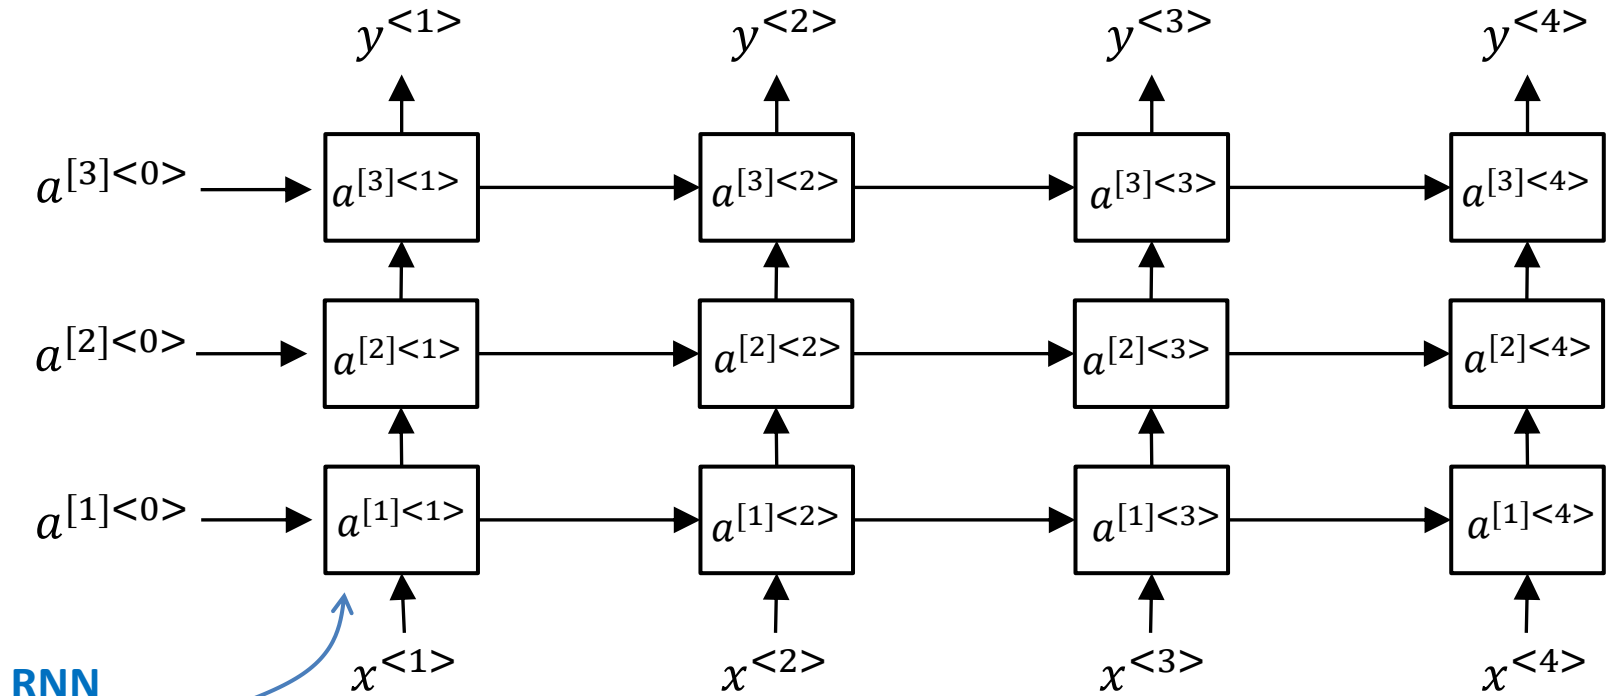 y^{<1>} y^{<2>} y^{<3>} y^{<4>}
a^{[3]<0>} a^{[3]<1>} a^{[3]<2>} a^{[3]<3>} a^{[3]<4>}
a^{[2]<0>} a^{[2]<1>} a^{[2]<2>} a^{[2]<3>} a^{[2]<4>}
a^{[1]<0>} a^{[1]<1>} a^{[1]<2>} a^{[1]<3>} a^{[1]<4>}
x^{<1>} x^{<2>} x^{<3>} x^{<4>}
RNN